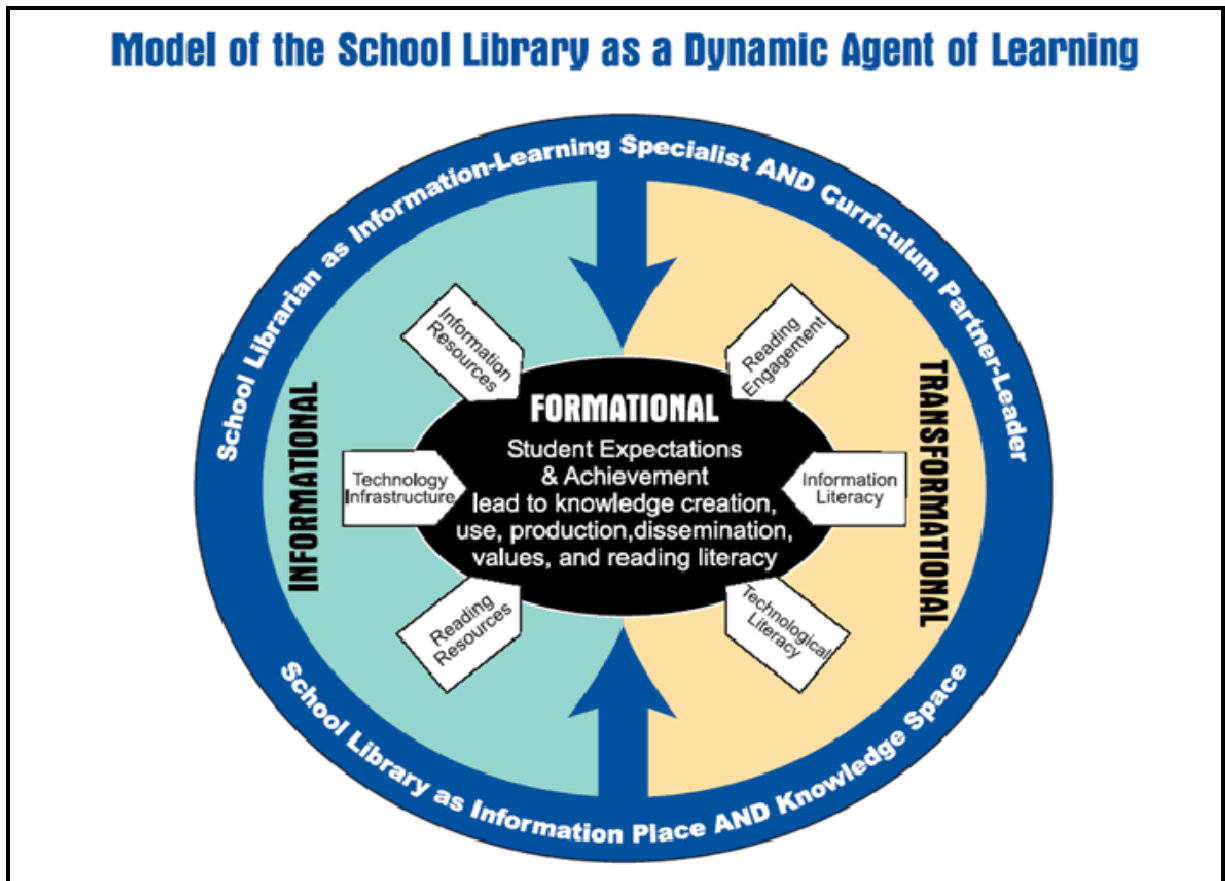 Model of the School Library as a Dynamic Agent of Learning
School Librarian as Information-Learning Specialist AND Curriculum Partner-Leader
INFORMATIONAL
Information
Resources
Technology
Infrastructure
Reading
Resources
FORMATIONAL
Student Expectations
& Achievement
lead to knowledge creation,
use, production,dissemination,
values, and reading literacy
Reading
Engagement
Information
Literacy
Technological
Literacy
TRANSFORMATIONAL
School Library as Information Place AND Knowledge Space